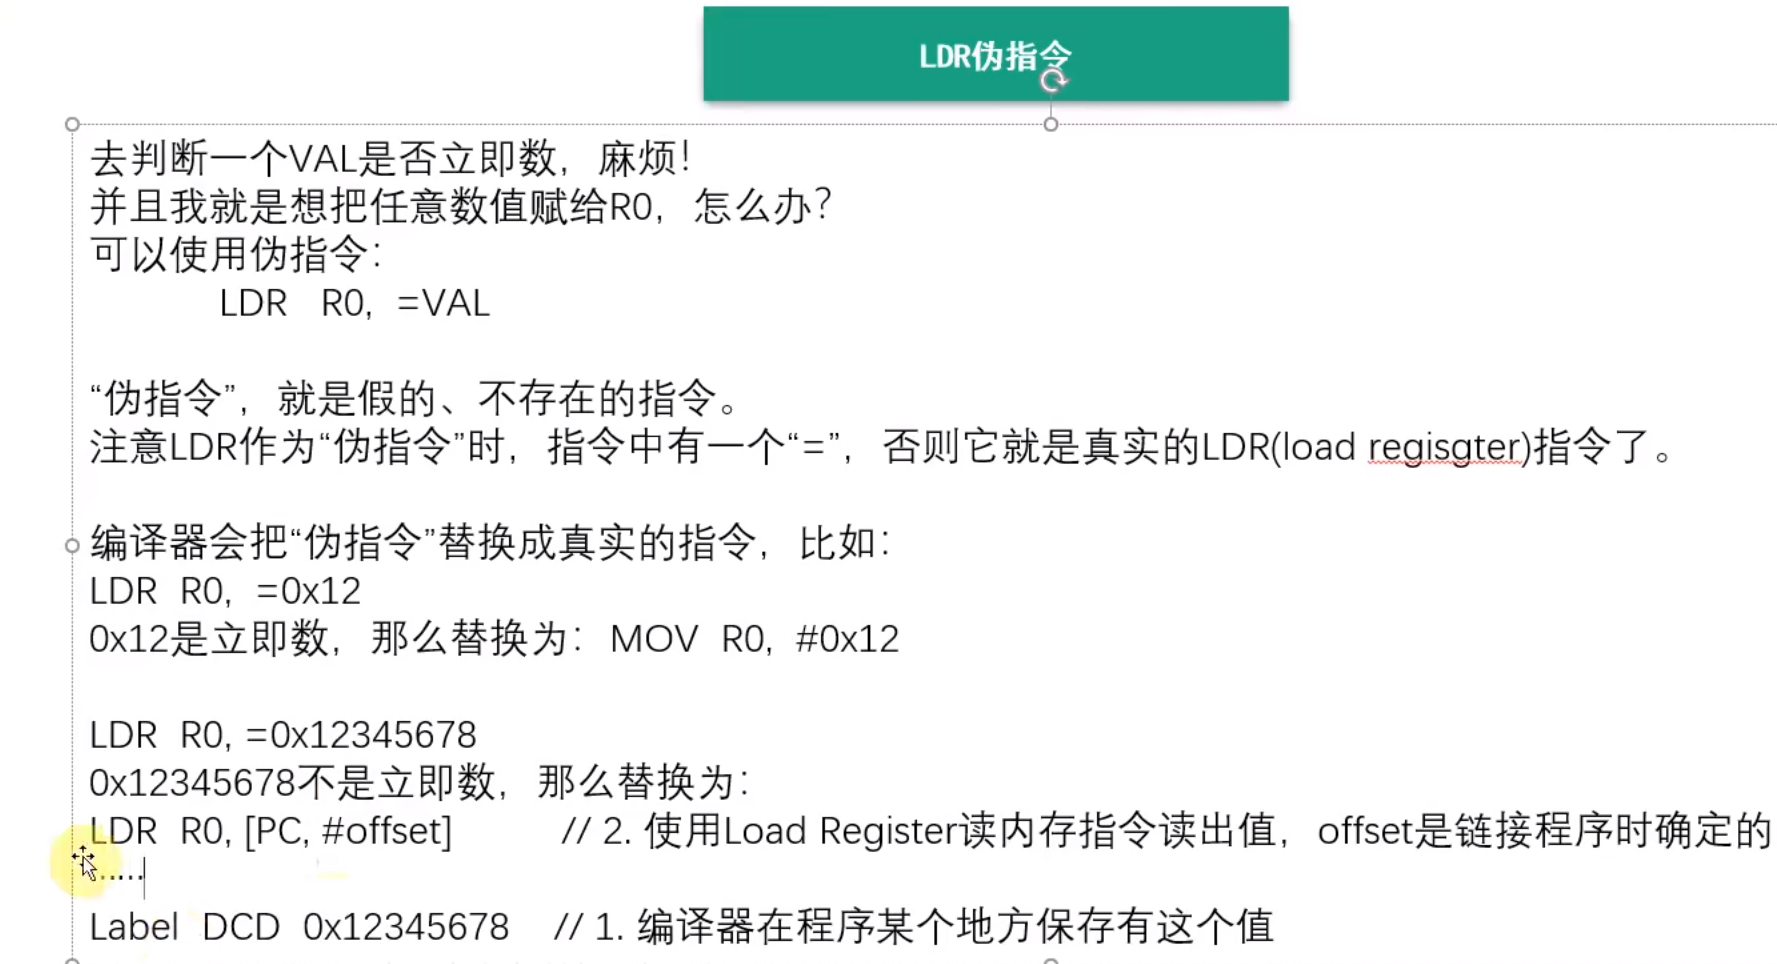 LDR伪指令
去判断一个VAL是否立即数，麻烦！
并且我就是想把任意数值赋给R0，怎么办？
可以使用伪指令：
LDR R0, =VAL
“伪指令”，就是假的、不存在的指令。
注意LDR作为“伪指令”时，指令中有一个“=”，否则它就是真实的LDR(load regisgter)指令了。
编译器会把“伪指令”替换成真实的指令，比如：
LDR R0, =0x12
0x12是立即数，那么替换为：MOV R0, #0x12
LDR R0, =0x12345678
0x12345678不是立即数，那么替换为：
LDR R0, [PC, #offset] // 2. 使用Load Register读内存指令读出值，offset是链接程序时确定的
......
Label DCD 0x12345678 // 1. 编译器在程序某个地方保存有这个值